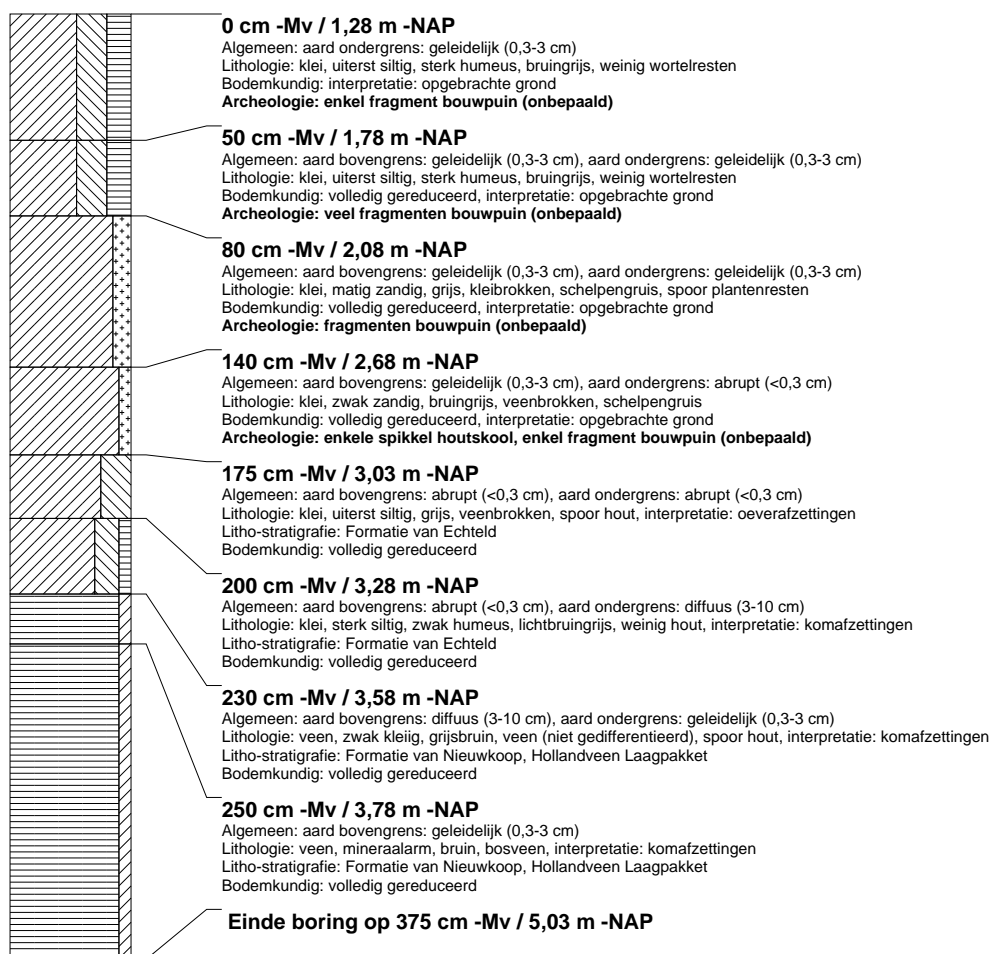 0 cm -Mv / 1,28 m -NAP
Algemeen: aard ondergrens: geleidelijk (0,3-3 cm)
Lithologie: klei, uiterst siltig, sterk humeus, bruingrijs, weinig wortelresten
Bodemkundig: interpretatie: opgebrachte grond
Archeologie: enkel fragment bouwpuin (onbepaald)
50 cm -Mv / 1,78 m -NAP
Algemeen: aard bovengrens: geleidelijk (0,3-3 cm), aard ondergrens: geleidelijk (0,3-3 cm)
Lithologie: klei, uiterst siltig, sterk humeus, bruingrijs, weinig wortelresten
Bodemkundig: volledig gereduceerd, interpretatie: opgebrachte grond
Archeologie: veel fragmenten bouwpuin (onbepaald)
80 cm -Mv / 2,08 m -NAP
Algemeen: aard bovengrens: geleidelijk (0,3-3 cm), aard ondergrens: geleidelijk (0,3-3 cm)
Lithologie: klei, matig zandig, grijs, kleibrokken, schelpengruis, spoor plantenresten
Bodemkundig: volledig gereduceerd, interpretatie: opgebrachte grond
Archeologie: fragmenten bouwpuin (onbepaald)
140 cm -Mv / 2,68 m -NAP
Algemeen: aard bovengrens: geleidelijk (0,3-3 cm), aard ondergrens: abrupt (<0,3 cm)
Lithologie: klei, zwak zandig, bruingrijs, veenbrokken, schelpengruis
Bodemkundig: volledig gereduceerd, interpretatie: opgebrachte grond
Archeologie: enkele spikkel houtskool, enkel fragment bouwpuin (onbepaald)
175 cm -Mv / 3,03 m -NAP
Algemeen: aard bovengrens: abrupt (<0,3 cm), aard ondergrens: abrupt (<0,3 cm)
Lithologie: klei, uiterst siltig, grijs, veenbrokken, spoor hout, interpretatie: oeverafzettingen
Litho-stratigrafie: Formatie van Echteld
Bodemkundig: volledig gereduceerd
200 cm -Mv / 3,28 m -NAP
Algemeen: aard bovengrens: abrupt (<0,3 cm), aard ondergrens: diffuus (3-10 cm)
Lithologie: klei, sterk siltig, zwak humeus, lichtbruingrijs, weinig hout, interpretatie: komafzettingen
Litho-stratigrafie: Formatie van Echteld
Bodemkundig: volledig gereduceerd
230 cm -Mv / 3,58 m -NAP
Algemeen: aard bovengrens: diffuus (3-10 cm), aard ondergrens: geleidelijk (0,3-3 cm)
Lithologie: veen, zwak kleiig, grijsbruin, veen (niet gedifferentieerd), spoor hout, interpretatie: komafzettingen
Litho-stratigrafie: Formatie van Nieuwkoop, Hollandveen Laagpakket
Bodemkundig: volledig gereduceerd
250 cm -Mv / 3,78 m -NAP
Algemeen: aard bovengrens: geleidelijk (0,3-3 cm)
Lithologie: veen, mineraalarm, bruin, bosveen, interpretatie: komafzettingen
Litho-stratigrafie: Formatie van Nieuwkoop, Hollandveen Laagpakket
Bodemkundig: volledig gereduceerd
Einde boring op 375 cm -Mv / 5,03 m -NAP